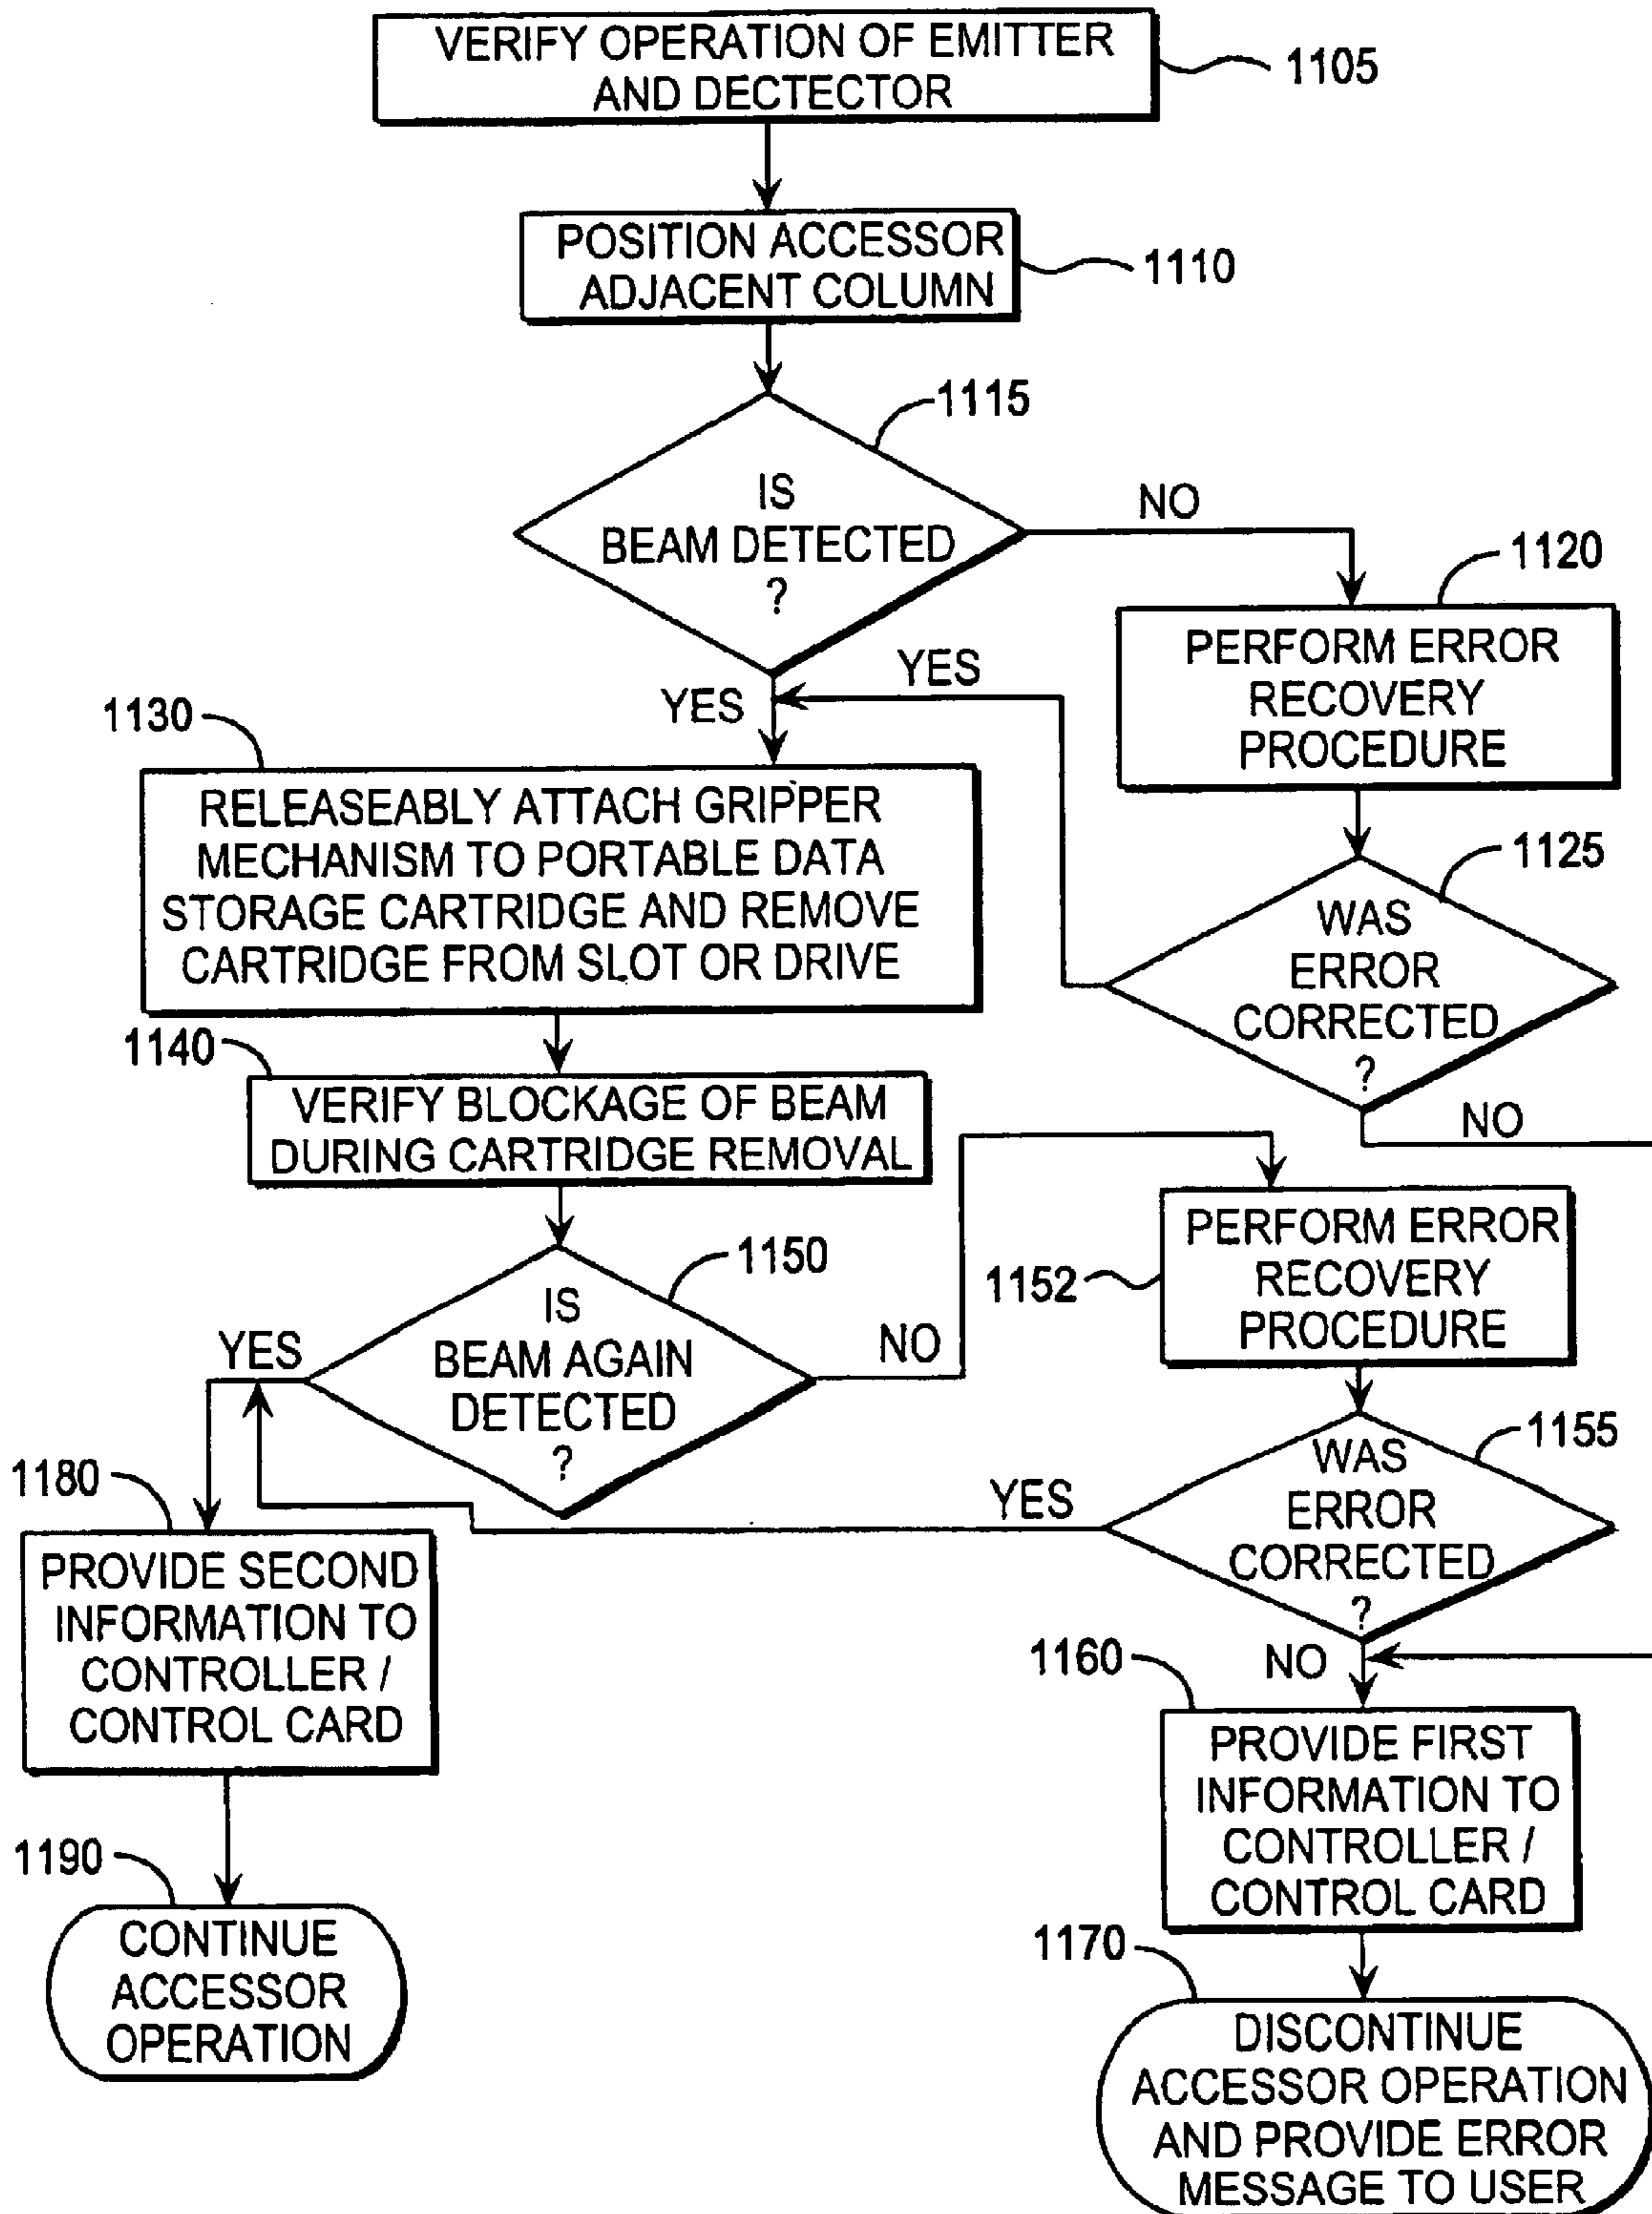 VERIFY OPERATION OF EMITTER
AND DECTECTOR
1105
POSITION ACCESSOR
ADJACENT COLUMN
1110
1115
IS
BEAM DETECTED
?
NO
YES
1120
PERFORM ERROR
RECOVERY
PROCEDURE
YES
1125
WAS
ERROR
CORRECTED
?
NO
1130
RELEASEABLY ATTACH GRIPPER
MECHANISM TO PORTABLE DATA
STORAGE CARTRIDGE AND REMOVE
CARTRIDGE FROM SLOT OR DRIVE
1140
VERIFY BLOCKAGE OF BEAM
DURING CARTRIDGE REMOVAL
1150
IS
BEAM AGAIN
DETECTED
?
YES
NO
1152
PERFORM ERROR
RECOVERY
PROCEDURE
1155
WAS
ERROR
CORRECTED
?
YES
NO
1180
PROVIDE SECOND
INFORMATION TO
CONTROLLER /
CONTROL CARD
1160
PROVIDE FIRST
INFORMATION TO
CONTROLLER /
CONTROL CARD
1190
CONTINUE
ACCESSOR
OPERATION
1170
DISCONTINUE
ACCESSOR OPERATION
AND PROVIDE ERROR
MESSAGE TO USER